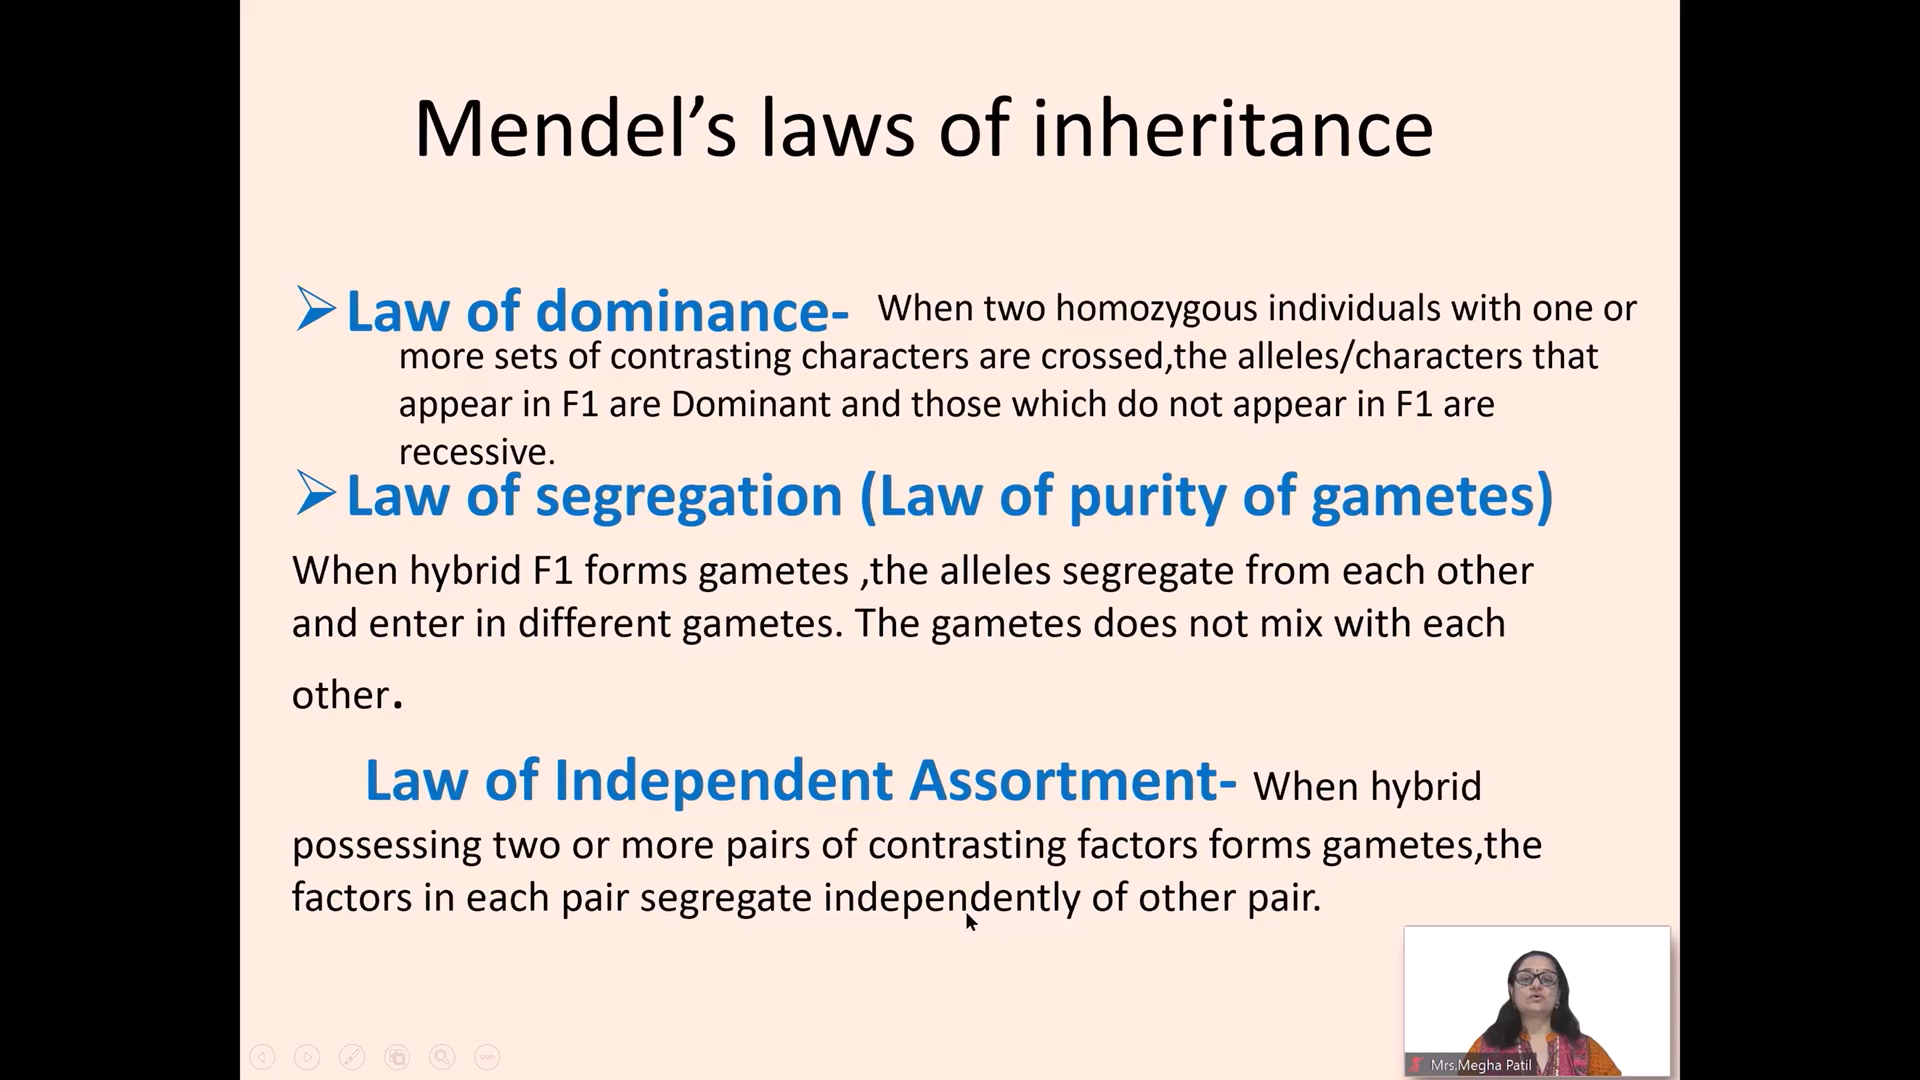 Mendel’s laws of inheritance
Law of dominance- When two homozygous individuals with one or
more sets of contrasting characters are crossed,the alleles/characters that
appear in F1 are Dominant and those which do not appear in F1 are
recessive.
Law of segregation (Law of purity of gametes)
When hybrid F1 forms gametes ,the alleles segregate from each other
and enter in different gametes. The gametes does not mix with each
other.
Law of Independent Assortment- When hybrid
possessing two or more pairs of contrasting factors forms gametes,the
factors in each pair segregate independently of other pair.
Mrs.Megha Patil